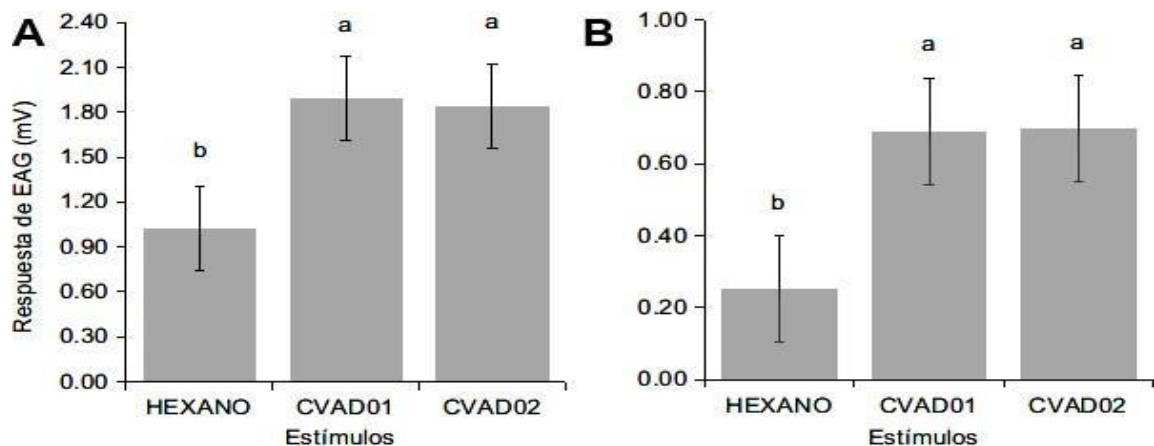 A
Respuesta de EAG (mV)
2.40
2.10
1.80
1.50
1.20
0.90
0.60
0.30
0.00
b
a
a
HEXANO CVAD01 CVAD02
Estímulos
B
1.00
0.80
0.60
0.40
0.20
0.00
b
a
a
HEXANO CVAD01 CVAD02
Estímulos